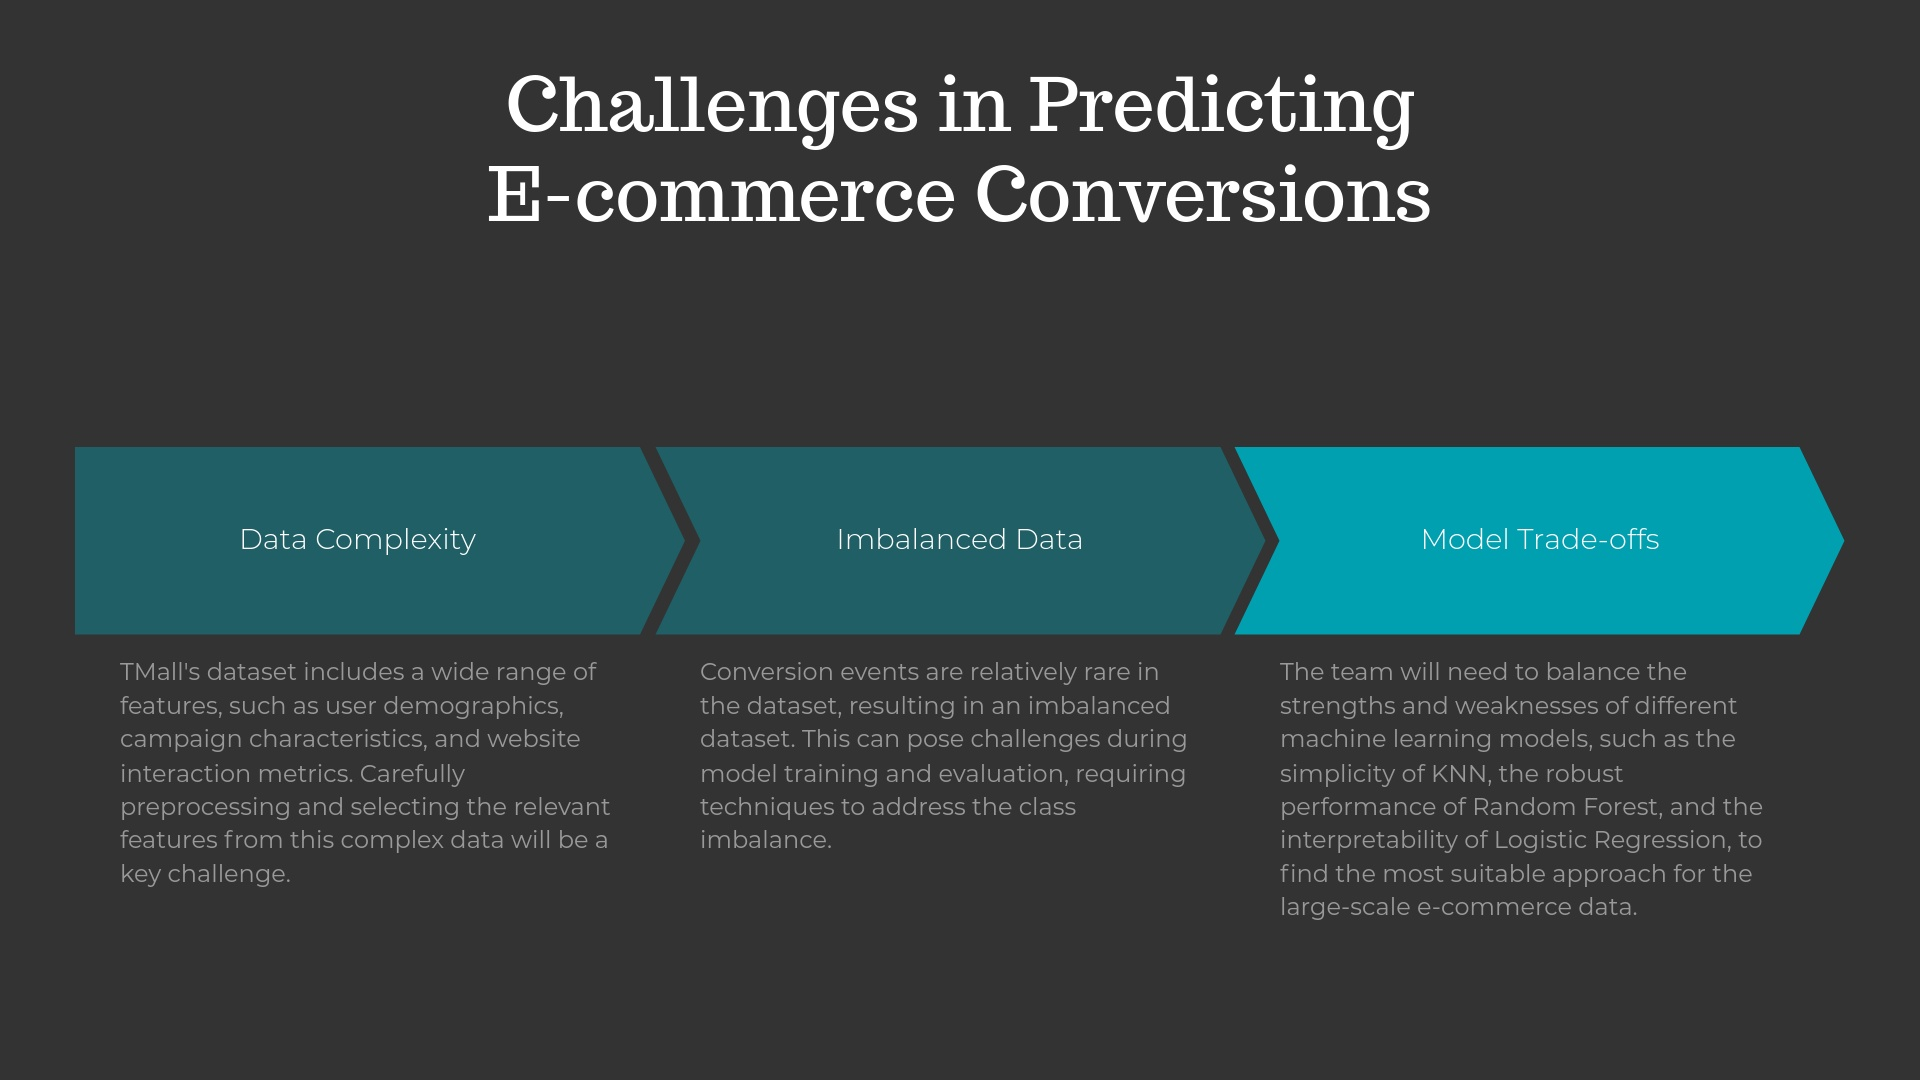 Challenges in Predicting
E-commerce Conversions
Data Complexity
TMall's dataset includes a wide range of
features, such as user demographics,
campaign characteristics, and website
interaction metrics. Carefully
preprocessing and selecting the relevant
features from this complex data will be a
key challenge.
Imbalanced Data
Conversion events are relatively rare in
the dataset, resulting in an imbalanced
dataset. This can pose challenges during
model training and evaluation, requiring
techniques to address the class
imbalance.
Model Trade-offs
The team will need to balance the
strengths and weaknesses of different
machine learning models, such as the
simplicity of KNN, the robust
performance of Random Forest, and the
interpretability of Logistic Regression, to
find the most suitable approach for the
large-scale e-commerce data.